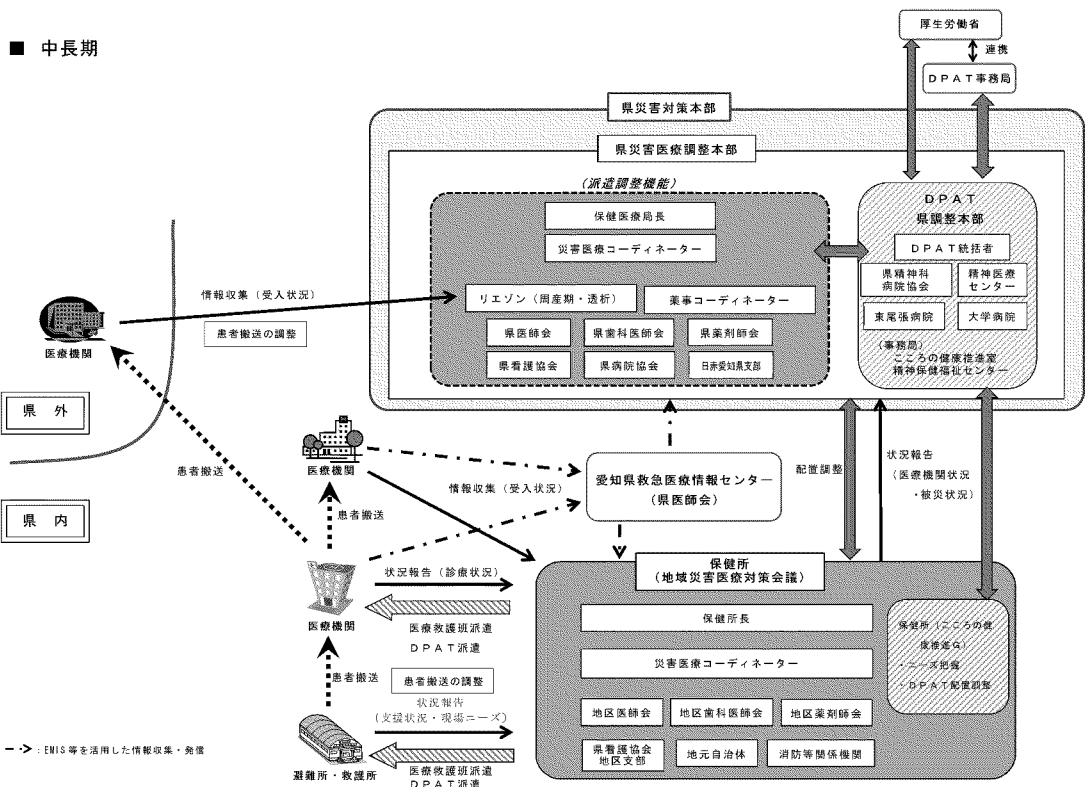 ■ 中長期
厚生労働省
連携
DPAT事務局
県災害対策本部
県災害医療調整本部
(派遣調整機能)
保健医療局長
災害医療コーディネーター
リエゾン(周産期・透析)
薬事コーディネーター
県医師会
県歯科医師会
県薬剤師会
県看護協会
県病院協会
日赤愛知県支部
DPAT
県調整本部
DPAT統括者
県精神科
病院協会
精神医療
センター
東尾張病院
大学病院
(事務局)
こころの健康推進室
精神保健福祉センター
情報収集(受入状況)
患者搬送の調整
医療機関
県 外
県 内
患者搬送
医療機関
情報収集(受入状況)
愛知県救急医療情報センター
(県医師会)
配置調整
状況報告
(医療機関状況
・被災状況)
患者搬送
医療機関
状況報告(診療状況)
医療救護班派遣
DPAT派遣
患者搬送
患者搬送の調整
状況報告
(支援状況・現場ニーズ)
医療救護班派遣
DPAT派遣
避難所・救護所
保健所
(地域災害医療対策会議)
保健所長
災害医療コーディネーター
地区医師会
地区歯科医師会
地区薬剤師会
県看護協会
地区支部
地元自治体
消防等関係機関
保健所(こころの健
康推進G)
・ニーズ把握
・DPAT配置調整
:EMIS等を活用した情報収集・発信